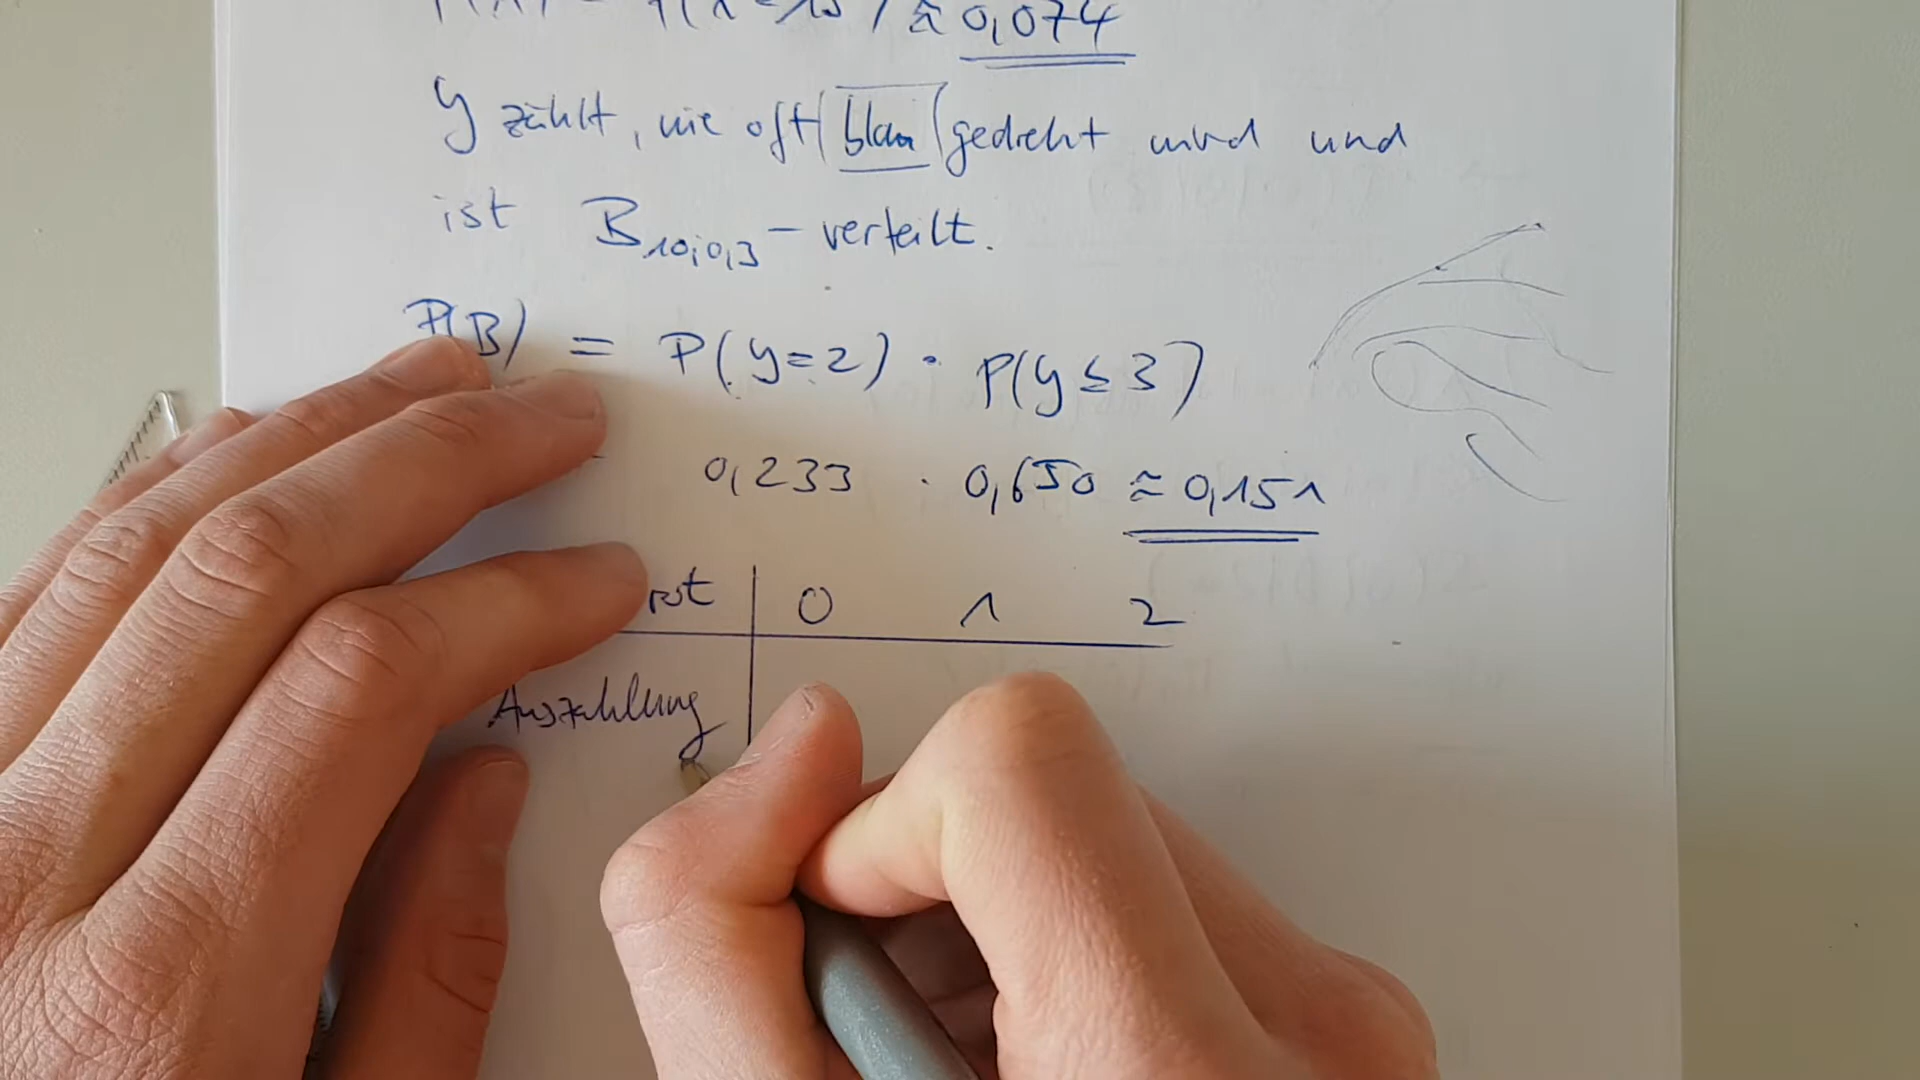 ≈ 0,074
Y zählt, wie oft blau gedreht wird und
ist B10;0,3-verteilt.
P(B) = P(Y=2) · P(Y≤3)
0,233 · 0,650 ≈ 0,151
rot 0 1 2
Auszahlung